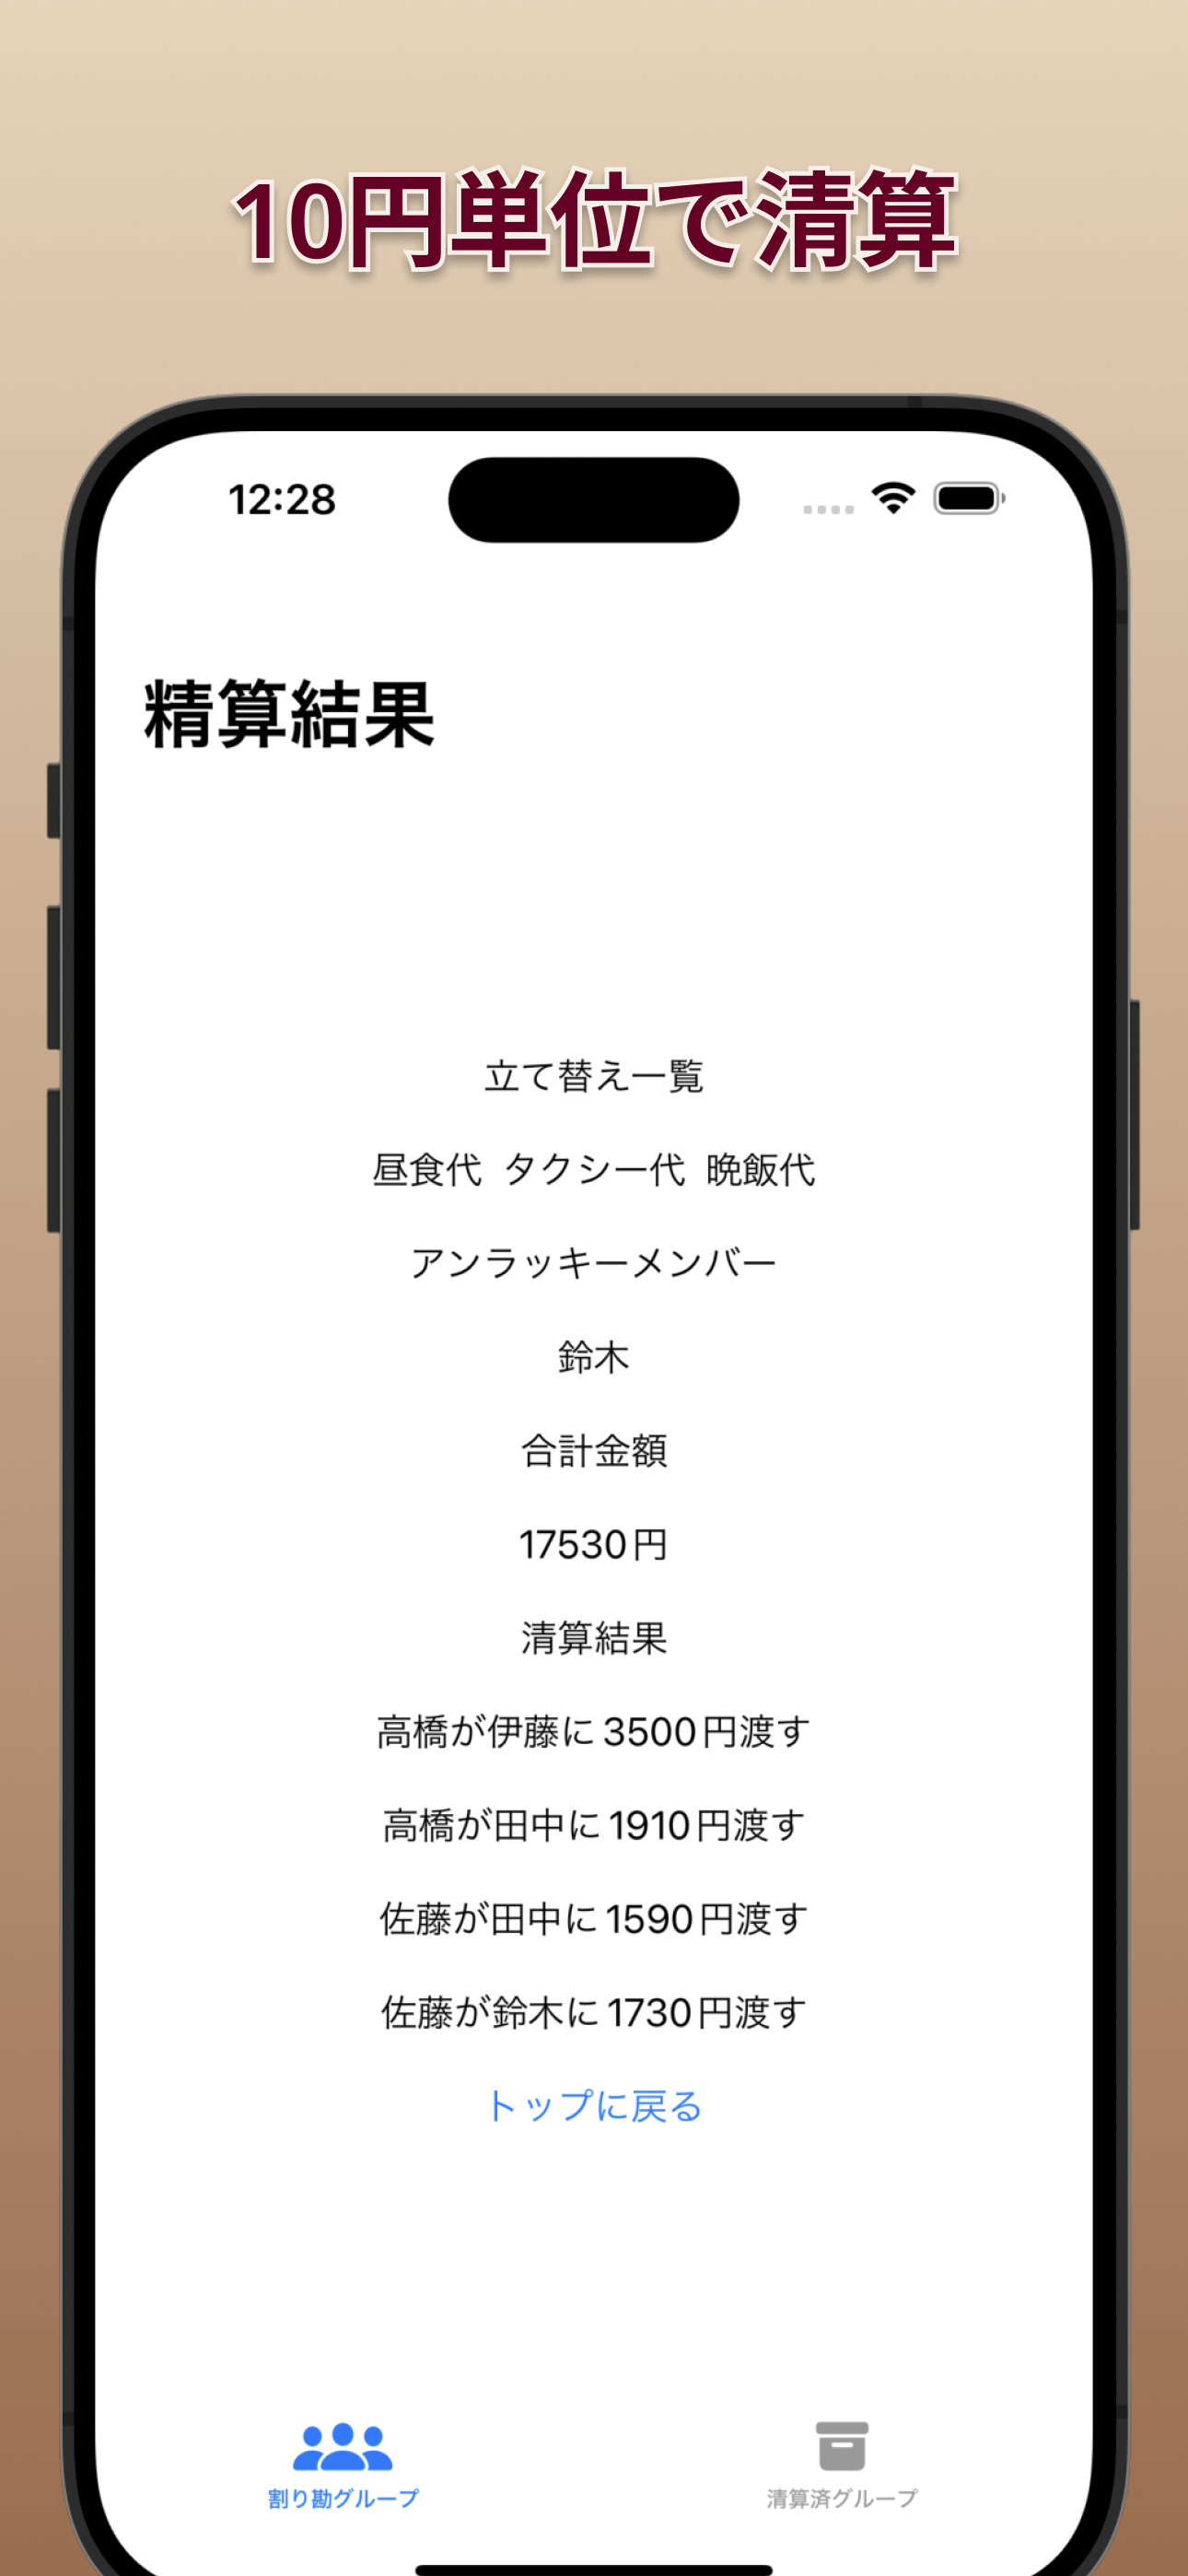 10円単位で清算
12:28
精算結果
立て替え一覧
昼食代 タクシー代 晩飯代
アンラッキーメンバー
鈴木
合計金額
17530円
清算結果
高橋が伊藤に3500円渡す
高橋が田中に1910円渡す
佐藤が田中に1590円渡す
佐藤が鈴木に1730円渡す
トップに戻る
割り勘グループ
清算済グループ